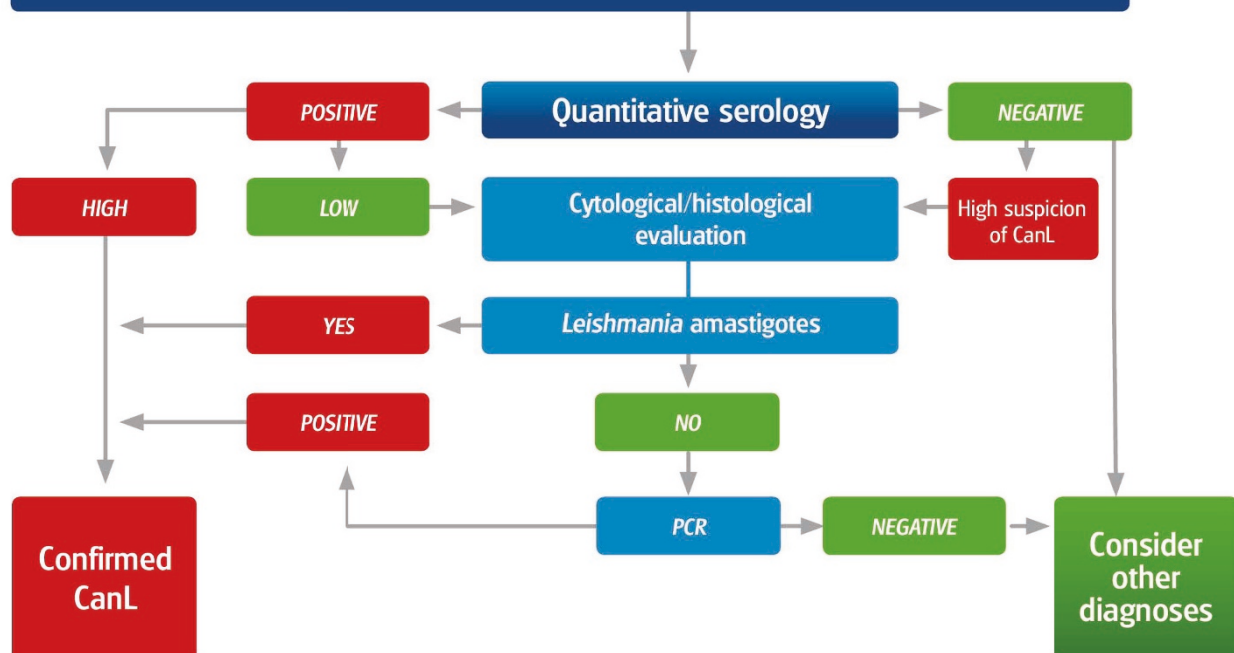 POSITIVE
Quantitative serology
NEGATIVE
HIGH
LOW
Cytological/histological
evaluation
High suspicion
of CanL
YES
Leishmania amastigotes
POSITIVE
NO
Confirmed
CanL
PCR
NEGATIVE
Consider
other
diagnoses